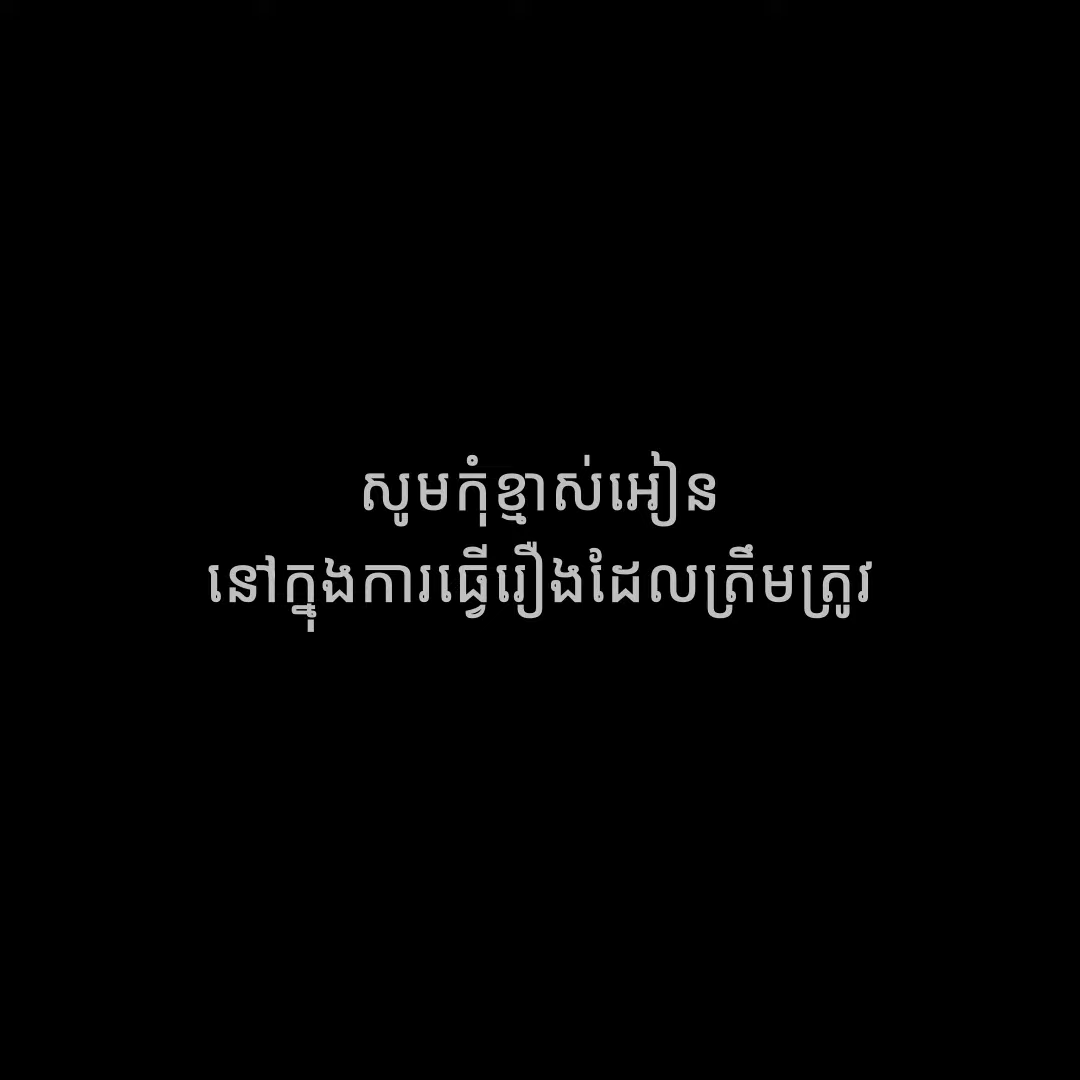 សូមកុំខ្មាស់អៀន
នៅក្នុងការធ្វើរឿងដែលត្រឹមត្រូវ